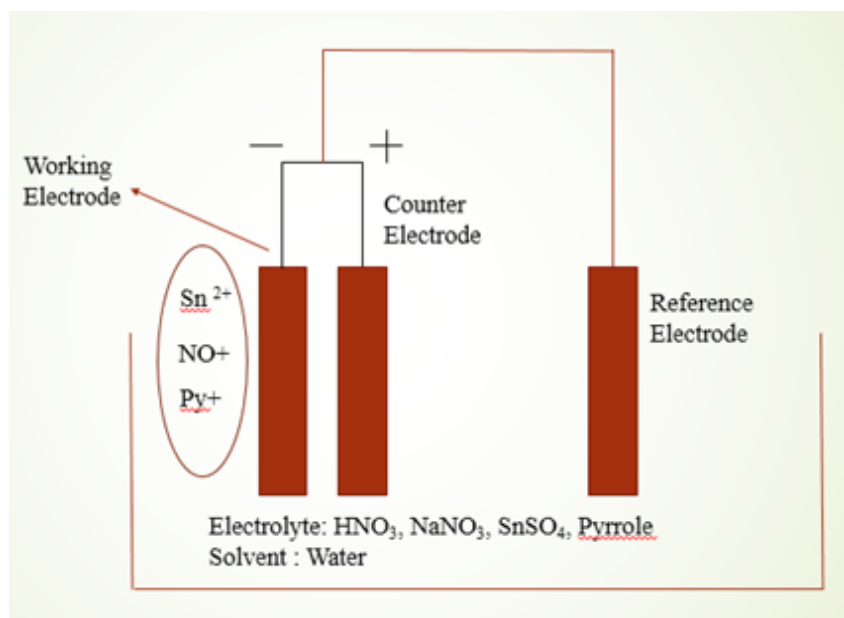 − +
Working
Electrode
Counter
Electrode
Sn ²⁺
NO+
Py+
Reference
Electrode
Electrolyte: HNO₃, NaNO₃, SnSO₄, Pyrrole
Solvent : Water